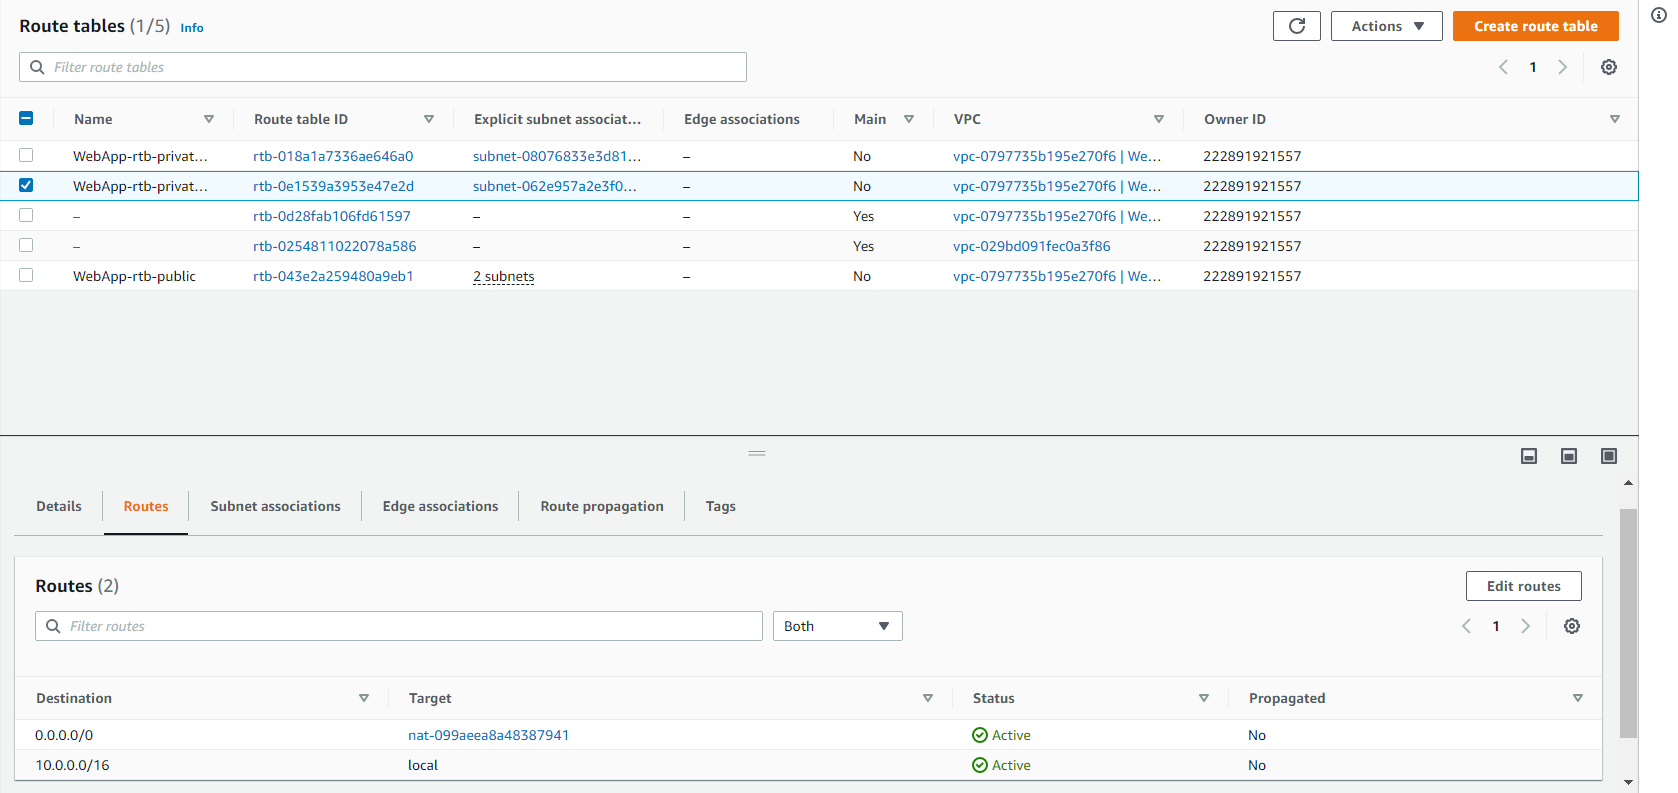 Route tables (1/5) Info
Actions
Create route table
Filter route tables
1
Name Route table ID Explicit subnet associat... Edge associations Main VPC Owner ID
WebApp-rtb-privat... rtb-018a1a7336ae646a0 subnet-08076833e3d81... – No vpc-0797735b195e270f6 | We... 222891921557
WebApp-rtb-privat... rtb-0e1539a3953e47e2d subnet-062e957a2e3f0... – No vpc-0797735b195e270f6 | We... 222891921557
– rtb-0d28fab106fd61597 – – Yes vpc-0797735b195e270f6 | We... 222891921557
– rtb-0254811022078a586 – – Yes vpc-029bd091fec0a3f86 222891921557
WebApp-rtb-public rtb-043e2a259480a9eb1 2 subnets – No vpc-0797735b195e270f6 | We... 222891921557
Details Routes Subnet associations Edge associations Route propagation Tags
Routes (2)
Edit routes
Filter routes
Both
1
Destination Target Status Propagated
0.0.0.0/0 nat-099aeea8a48387941 Active No
10.0.0.0/16 local Active No